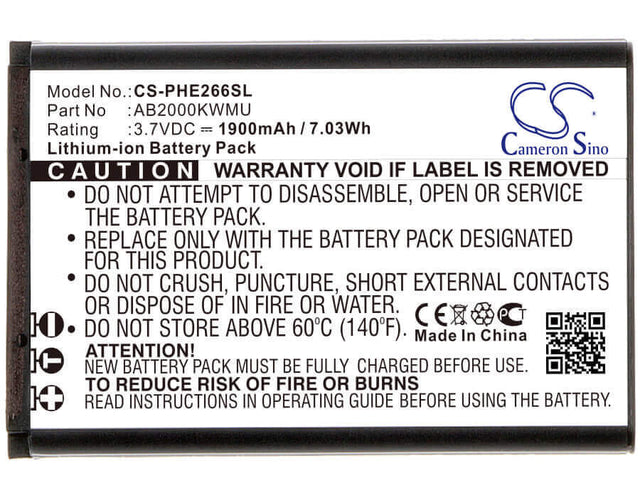 Model No.: CS-PHE266SL
Part No : AB2000KWMU
Rating : 3.7VDC ⎓ 1900mAh / 7.03Wh
Lithium-ion Battery Pack
CS
Cameron Sino
CAUTION WARRANTY VOID IF LABEL IS REMOVED
• DO NOT ATTEMPT TO DISASSEMBLE, OPEN OR SERVICE
THE BATTERY PACK.
• REPLACE ONLY WITH THE BATTERY PACK DESIGNATED
FOR THIS EQUIPMENT.
• DO NOT CRUSH, PUNCTURE, SHORT EXTERNAL CONTACTS
OR DISPOSE OF IN FIRE OR WATER.
• DO NOT STORE ABOVE 60°C (140°F)
CE
Made In China
ATTENTION!
NEW BATTERY PACK MUST BE FULLY CHARGED BEFORE USE.
TO REDUCE RISK OF FIRE OR EXPLOSION
READ INSTRUCTIONS IN OPERATING GUIDE BEFORE USING BATTERY.